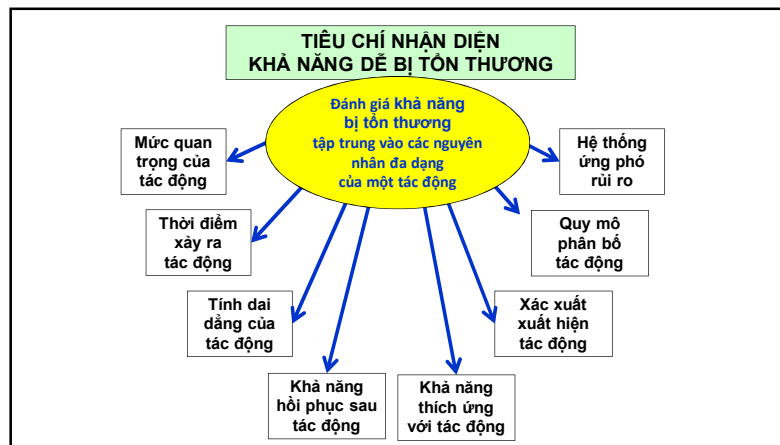 TIÊU CHÍ NHẬN DIỆN
KHẢ NĂNG DỄ BỊ TỔN THƯƠNG
Đánh giá khả năng
bị tổn thương
tập trung vào các nguyên
nhân đa dạng
của một tác động
Mức quan
trọng của
tác động
Thời điểm
xảy ra
tác động
Tính dai
dẳng của
tác động
Khả năng
hồi phục sau
tác động
Khả năng
thích ứng
với tác động
Xác xuất
xuất hiện
tác động
Quy mô
phân bố
tác động
Hệ thống
ứng phó
rủi ro